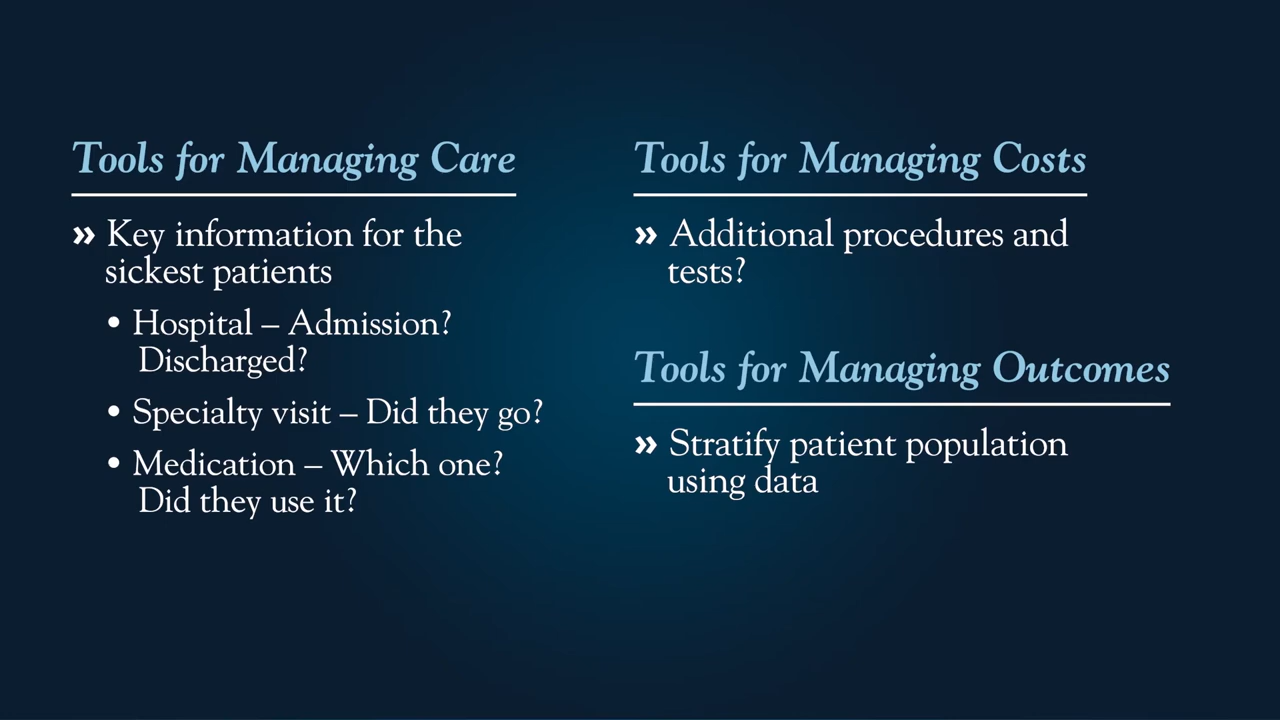 Tools for Managing Care
» Key information for the
sickest patients
• Hospital – Admission?
Discharged?
• Specialty visit – Did they go?
• Medication – Which one?
Did they use it?
Tools for Managing Costs
» Additional procedures and
tests?
Tools for Managing Outcomes
» Stratify patient population
using data